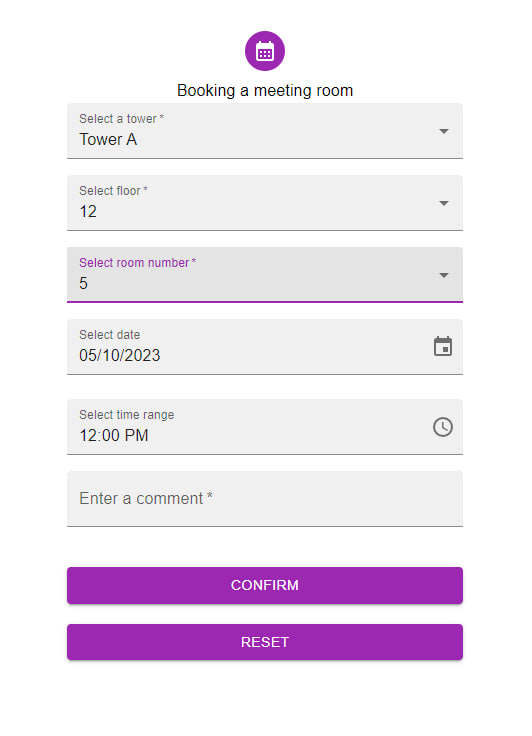 Booking a meeting room
Select a tower *
Tower A
Select floor *
12
Select room number *
5
Select date
05/10/2023
Select time range
12:00 PM
Enter a comment *
CONFIRM
RESET